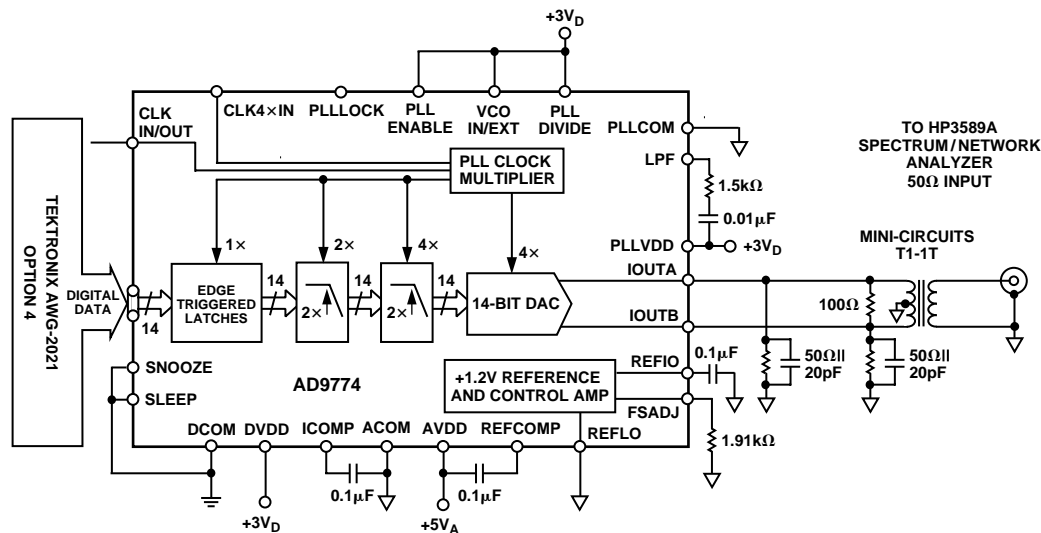 +3VD
CLK
IN/OUT
CLK4×IN
PLLLOCK
PLL
ENABLE
VCO
IN/EXT
PLL
DIVIDE
PLLCOM
LPF
TO HP3589A
SPECTRUM/NETWORK
ANALYZER
50Ω INPUT
PLL CLOCK
MULTIPLIER
1.5kΩ
0.01μF
TEKTRONIX AWG-2021
OPTION 4
1×
2×
4×
4×
PLLVDD
+3VD
MINI-CIRCUITS
T1-1T
IOUTA
DIGITAL
DATA
14
EDGE
TRIGGERED
LATCHES
14
2×
14
2×
14
14-BIT DAC
100Ω
IOUTB
SNOOZE
SLEEP
AD9774
+1.2V REFERENCE
AND CONTROL AMP
REFIO
0.1μF
FSADJ
50Ω||
20pF
50Ω||
20pF
DCOM
DVDD
ICOMP
ACOM
AVDD
REFCOMP
REFLO
1.91kΩ
0.1μF
0.1μF
+3VD
+5VA